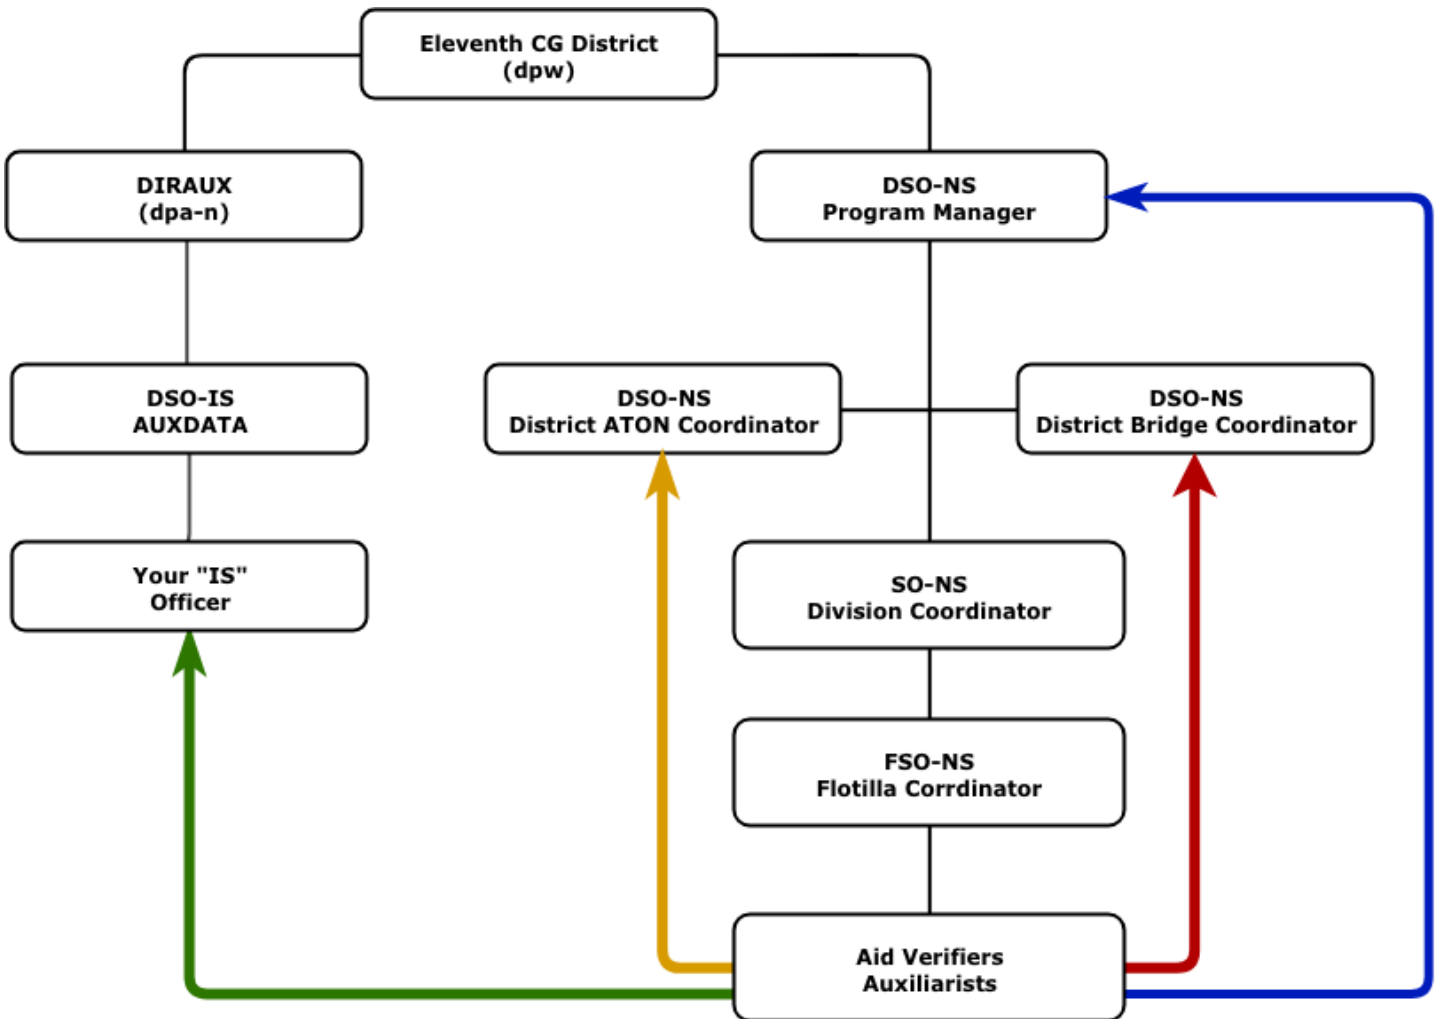 Eleventh CG District
(dpw)
DIRAUX
(dpa-n)
DSO-NS
Program Manager
DSO-IS
AUXDATA
DSO-NS
District ATON Coordinator
DSO-NS
District Bridge Coordinator
Your "IS"
Officer
SO-NS
Division Coordinator
FSO-NS
Flotilla Corrdinator
Aid Verifiers
Auxiliarists